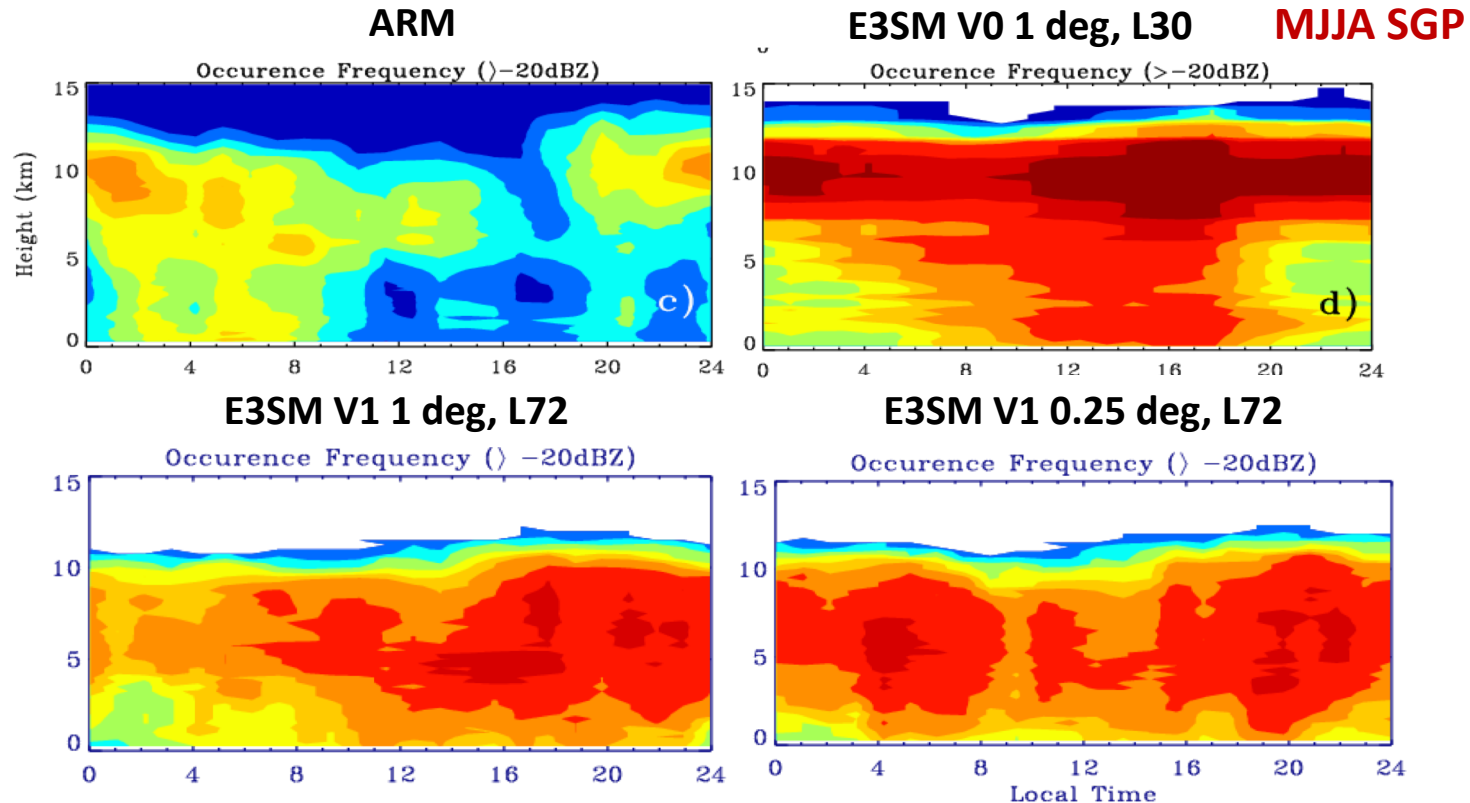 ARM
E3SM V0 1 deg, L30
MJJA SGP
Occurence Frequency (⟩-20dBZ)
Height (km)
15
10
5
0
c)
0 4 8 12 16 20 24
Occurence Frequency (>-20dBZ)
15
10
5
0
d)
0 4 8 12 16 20 24
E3SM V1 1 deg, L72
Occurence Frequency (⟩ -20dBZ)
15
10
5
0
0 4 8 12 16 20 24
E3SM V1 0.25 deg, L72
Occurence Frequency (⟩ -20dBZ)
15
10
5
0
0 4 8 12 16 20 24
Local Time